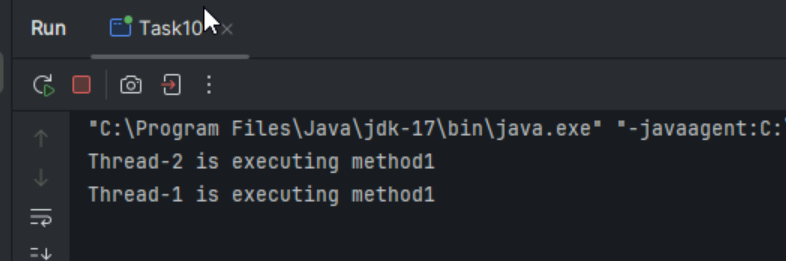 Run
Task10
"C:\Program Files\Java\jdk-17\bin\java.exe" "-javaagent:C:\
Thread-2 is executing method1
Thread-1 is executing method1